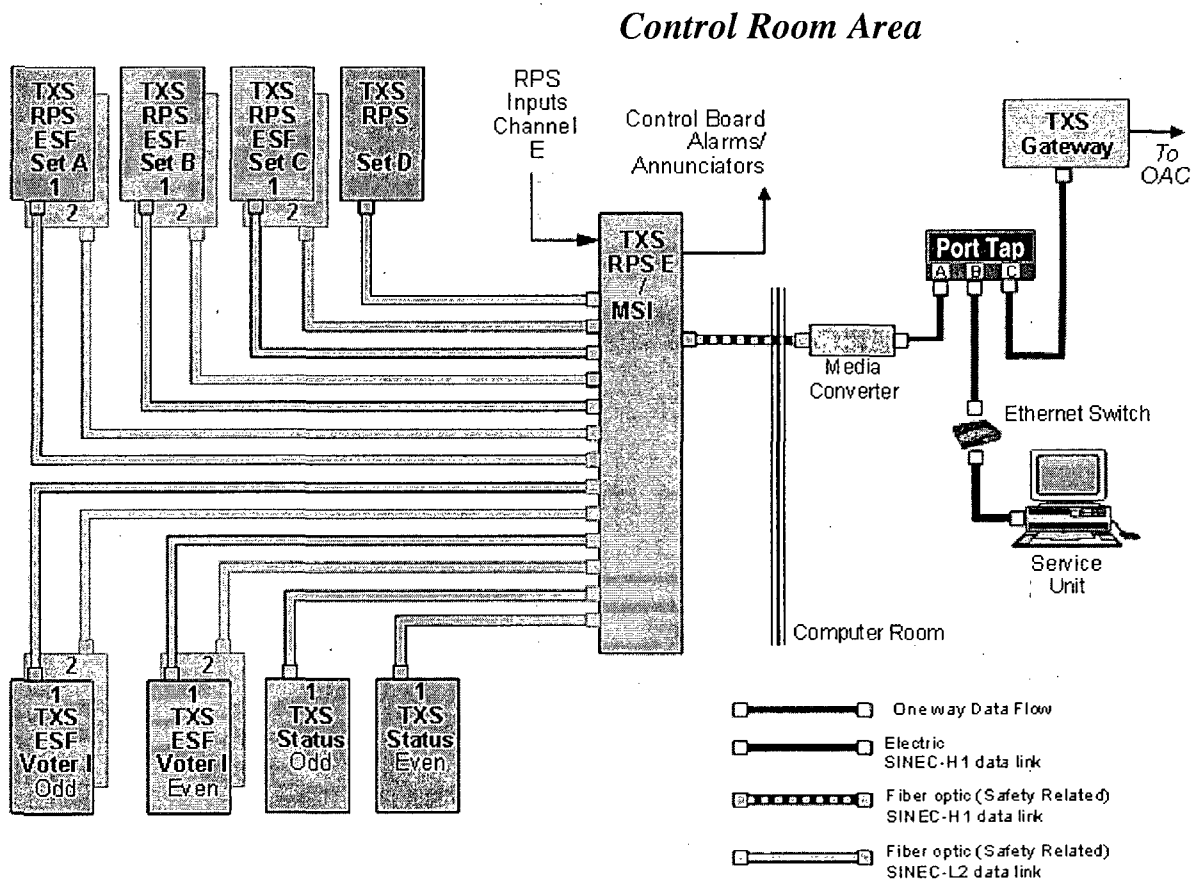 Control Room Area
TXS
RPS
ESF
Set A
1
2
TXS
RPS
ESF
Set B
1
2
TXS
RPS
ESF
Set C
1
2
TXS
RPS
Set D
RPS
Inputs
Channel
E
Control Board
Alarms/
Annunciators
TXS
Gateway
To
OAC
TXS
RPS E
/
MSI
Port Tap
A B C
Media
Converter
Ethernet Switch
Service
Unit
Computer Room
2
1
TXS
ESF
Voter I
Odd
2
1
TXS
ESF
Voter I
Even
1
TXS
Status
Odd
1
TXS
Status
Even
One way Data Flow
Electric
SINEC-H1 data link
Fiber optic (Safety Related)
SINEC-H1 data link
Fiber optic (Safety Related)
SINEC-L2 data link